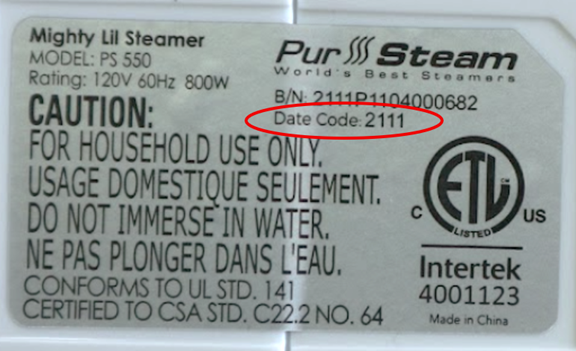 Mighty Lil Steamer
MODEL: PS 550
Rating: 120V 60Hz 800W
Pur Steam
World's Best Steamers
B/N: 2111P1104000682
Date Code: 2111
CAUTION:
FOR HOUSEHOLD USE ONLY.
USAGE DOMESTIQUE SEULEMENT.
DO NOT IMMERSE IN WATER.
NE PAS PLONGER DANS L'EAU.
CONFORMS TO UL STD. 141
CERTIFIED TO CSA STD. C22.2 NO. 64
ETL
LISTED
C US
Intertek
4001123
Made in China